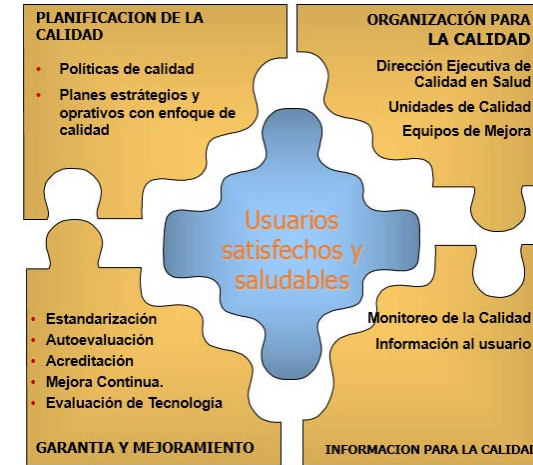 PLANIFICACION DE LA
CALIDAD
• Políticas de calidad
• Planes estrátegios y
oprativos con enfoque de
calidad
ORGANIZACIÓN PARA
LA CALIDAD
Dirección Ejecutiva de
Calidad en Salud
Unidades de Calidad
Equipos de Mejora
Usuarios
satisfechos y
saludables
• Estandarización
• Autoevaluación
• Acreditación
• Mejora Continua.
• Evaluación de Tecnología
GARANTIA Y MEJORAMIENTO
Monitoreo de la Calidad
Información al usuario
INFORMACION PARA LA CALIDAD